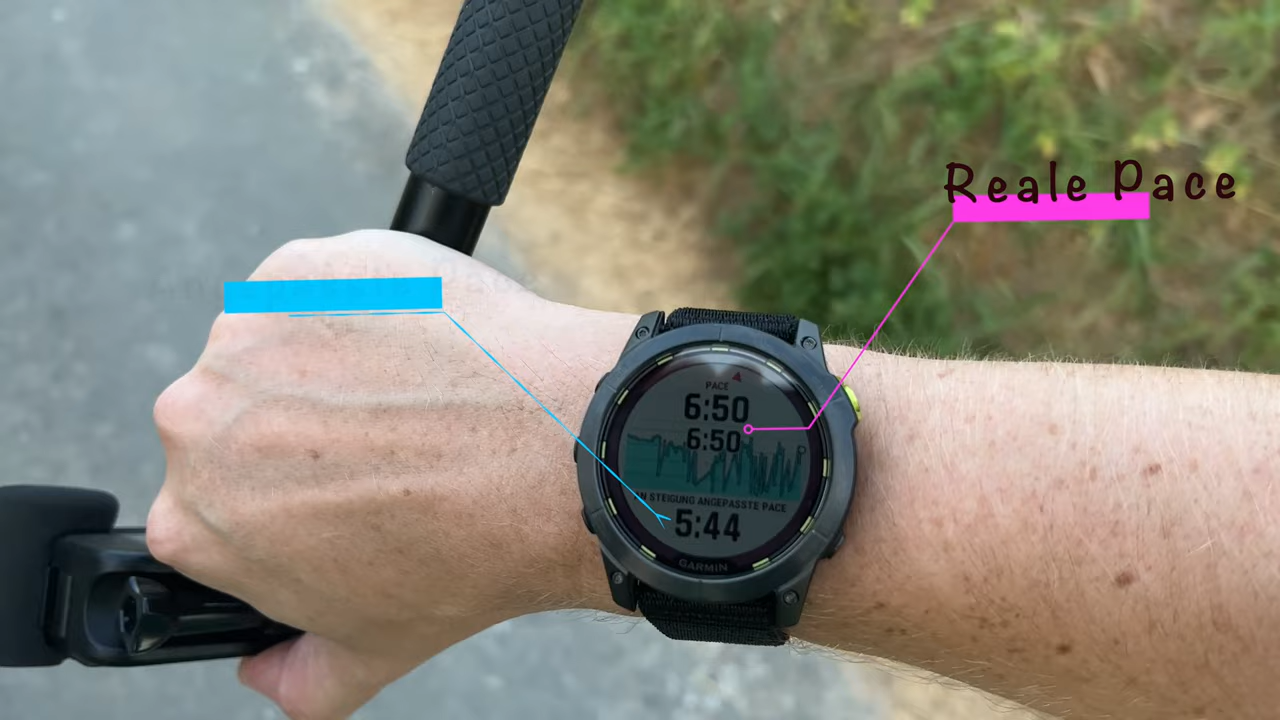 Reale Pace
PACE
6:50
6:50
AN STEIGUNG ANGEPASSTE PACE
5:44
GARMIN